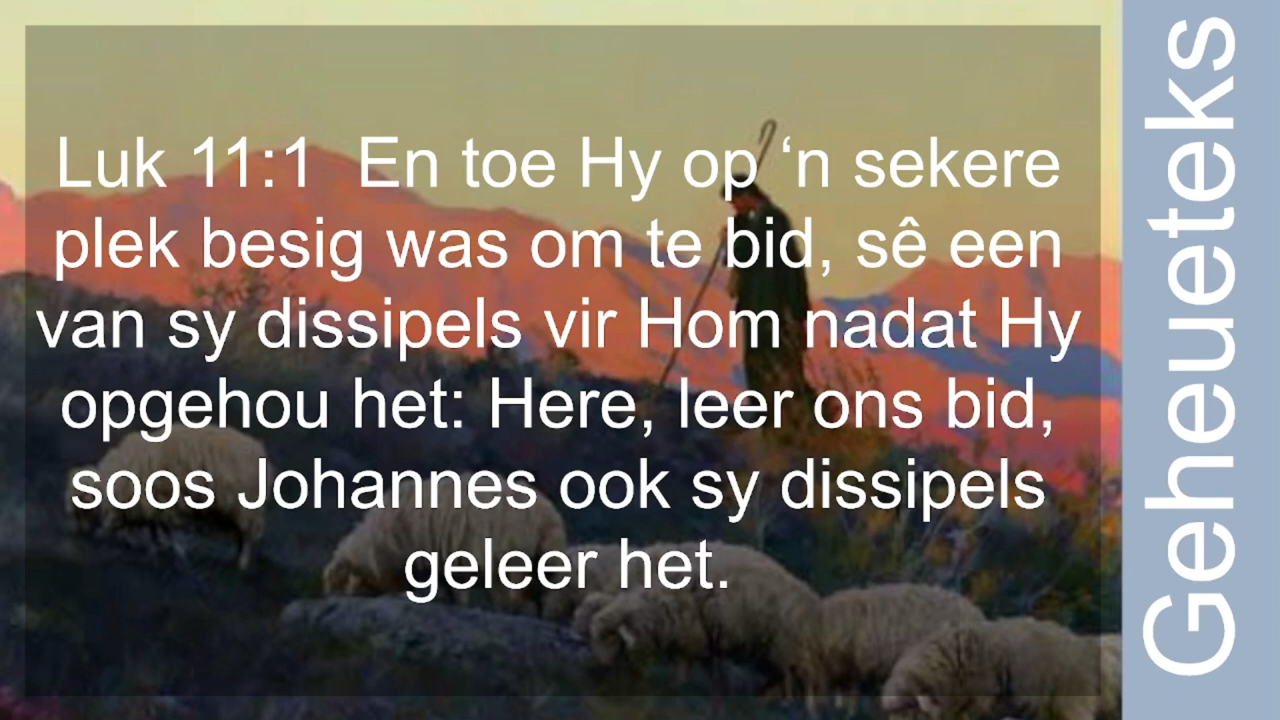 Luk 11:1  En toe Hy op ‘n sekere
plek besig was om te bid, sê een
van sy dissipels vir Hom nadat Hy
opgehou het: Here, leer ons bid,
soos Johannes ook sy dissipels
geleer het.
Geheueteks